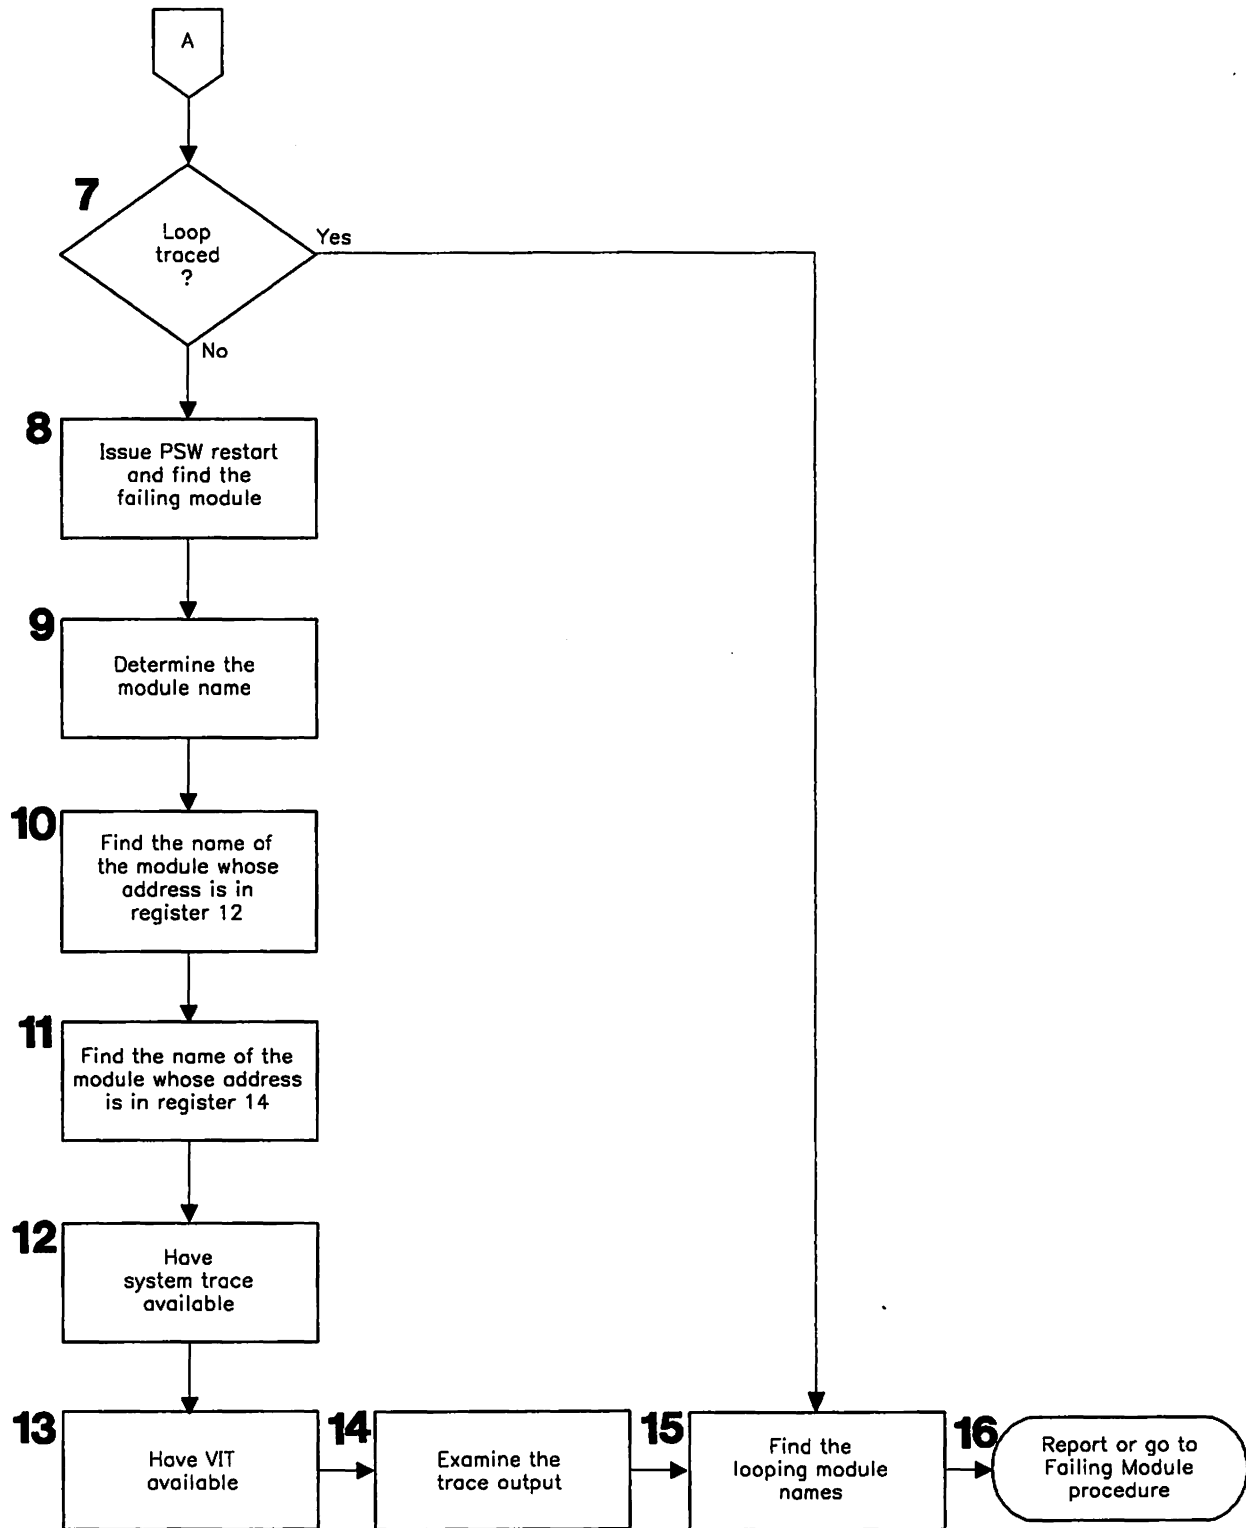 A
7
Loop
traced
?
Yes
No
8
Issue PSW restart
and find the
failing module
9
Determine the
module name
10
Find the name of
the module whose
address is in
register 12
11
Find the name of the
module whose address
is in register 14
12
Have
system trace
available
13
Have VIT
available
14
Examine the
trace output
15
Find the
looping module
names
16
Report or go to
Failing Module
procedure